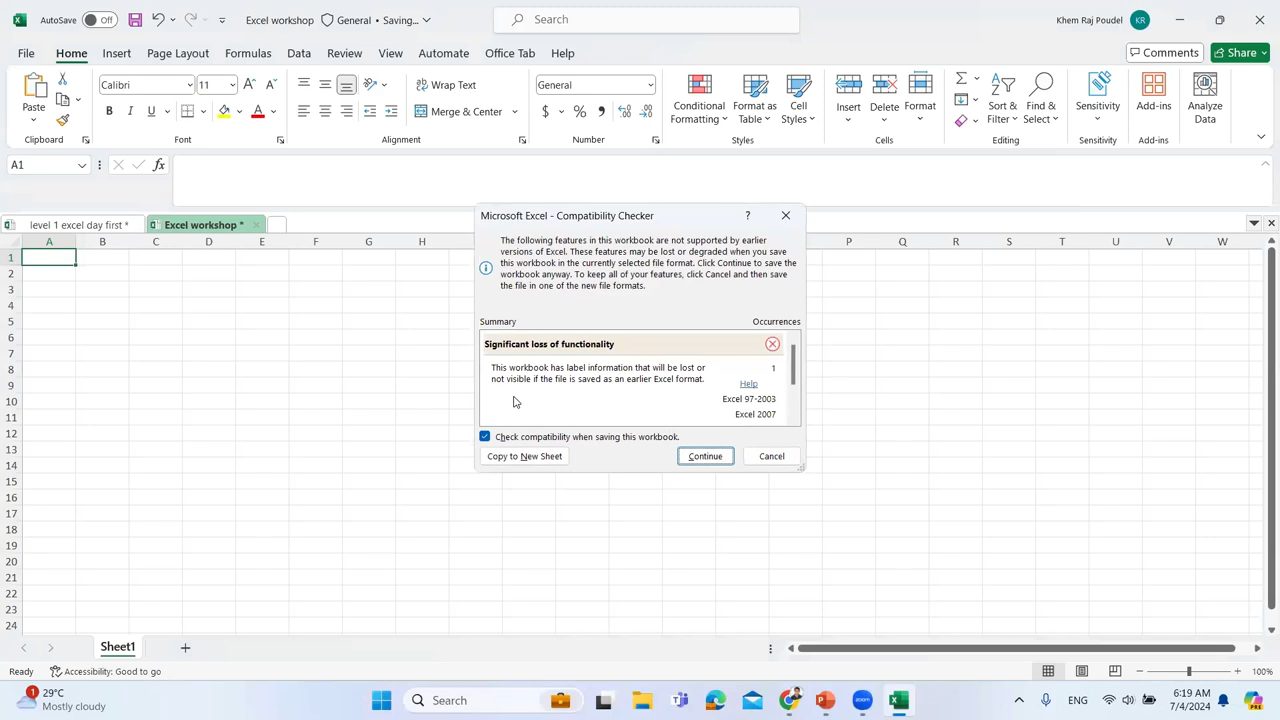 AutoSave Off Excel workshop General • Saving... Search Khem Raj Poudel KR
File Home Insert Page Layout Formulas Data Review View Automate Office Tab Help Comments Share
Paste Calibri 11 Wrap Text General Conditional Formatting Format as Table Cell Styles Insert Delete Format Sort & Filter Find & Select Sensitivity Add-ins Analyze Data
B I U Merge & Center $ % ,
Clipboard Font Alignment Number Styles Cells Editing Sensitivity Add-ins
A1 fx
level 1 excel day first * Excel workshop *
A B C D E F G H P Q R S T U V W
Microsoft Excel - Compatibility Checker ?
The following features in this workbook are not supported by earlier
versions of Excel. These features may be lost or degraded when you save
this workbook in the currently selected file format. Click Continue to save the
workbook anyway. To keep all of your features, click Cancel and then save
the file in one of the new file formats.
Summary Occurrences
Significant loss of functionality
This workbook has label information that will be lost or 1
not visible if the file is saved as an earlier Excel format.
Help
Excel 97-2003
Excel 2007
Check compatibility when saving this workbook.
Copy to New Sheet Continue Cancel
1
2
3
4
5
6
7
8
9
10
11
12
13
14
15
16
17
18
19
20
21
22
23
24
Sheet1
Ready Accessibility: Good to go 100%
1 29°C Mostly cloudy Search ENG 6:19 AM 7/4/2024
PRE